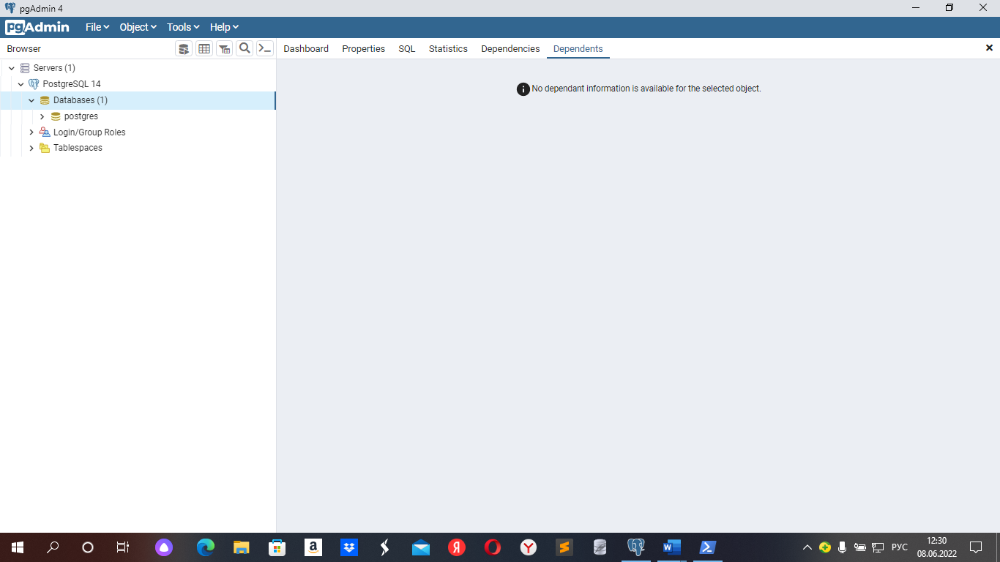 pgAdmin 4
pgAdmin File Object Tools Help
Browser
Dashboard Properties SQL Statistics Dependencies Dependents
Servers (1)
PostgreSQL 14
Databases (1)
postgres
Login/Group Roles
Tablespaces
No dependant information is available for the selected object.
РУС
12:30
08.06.2022